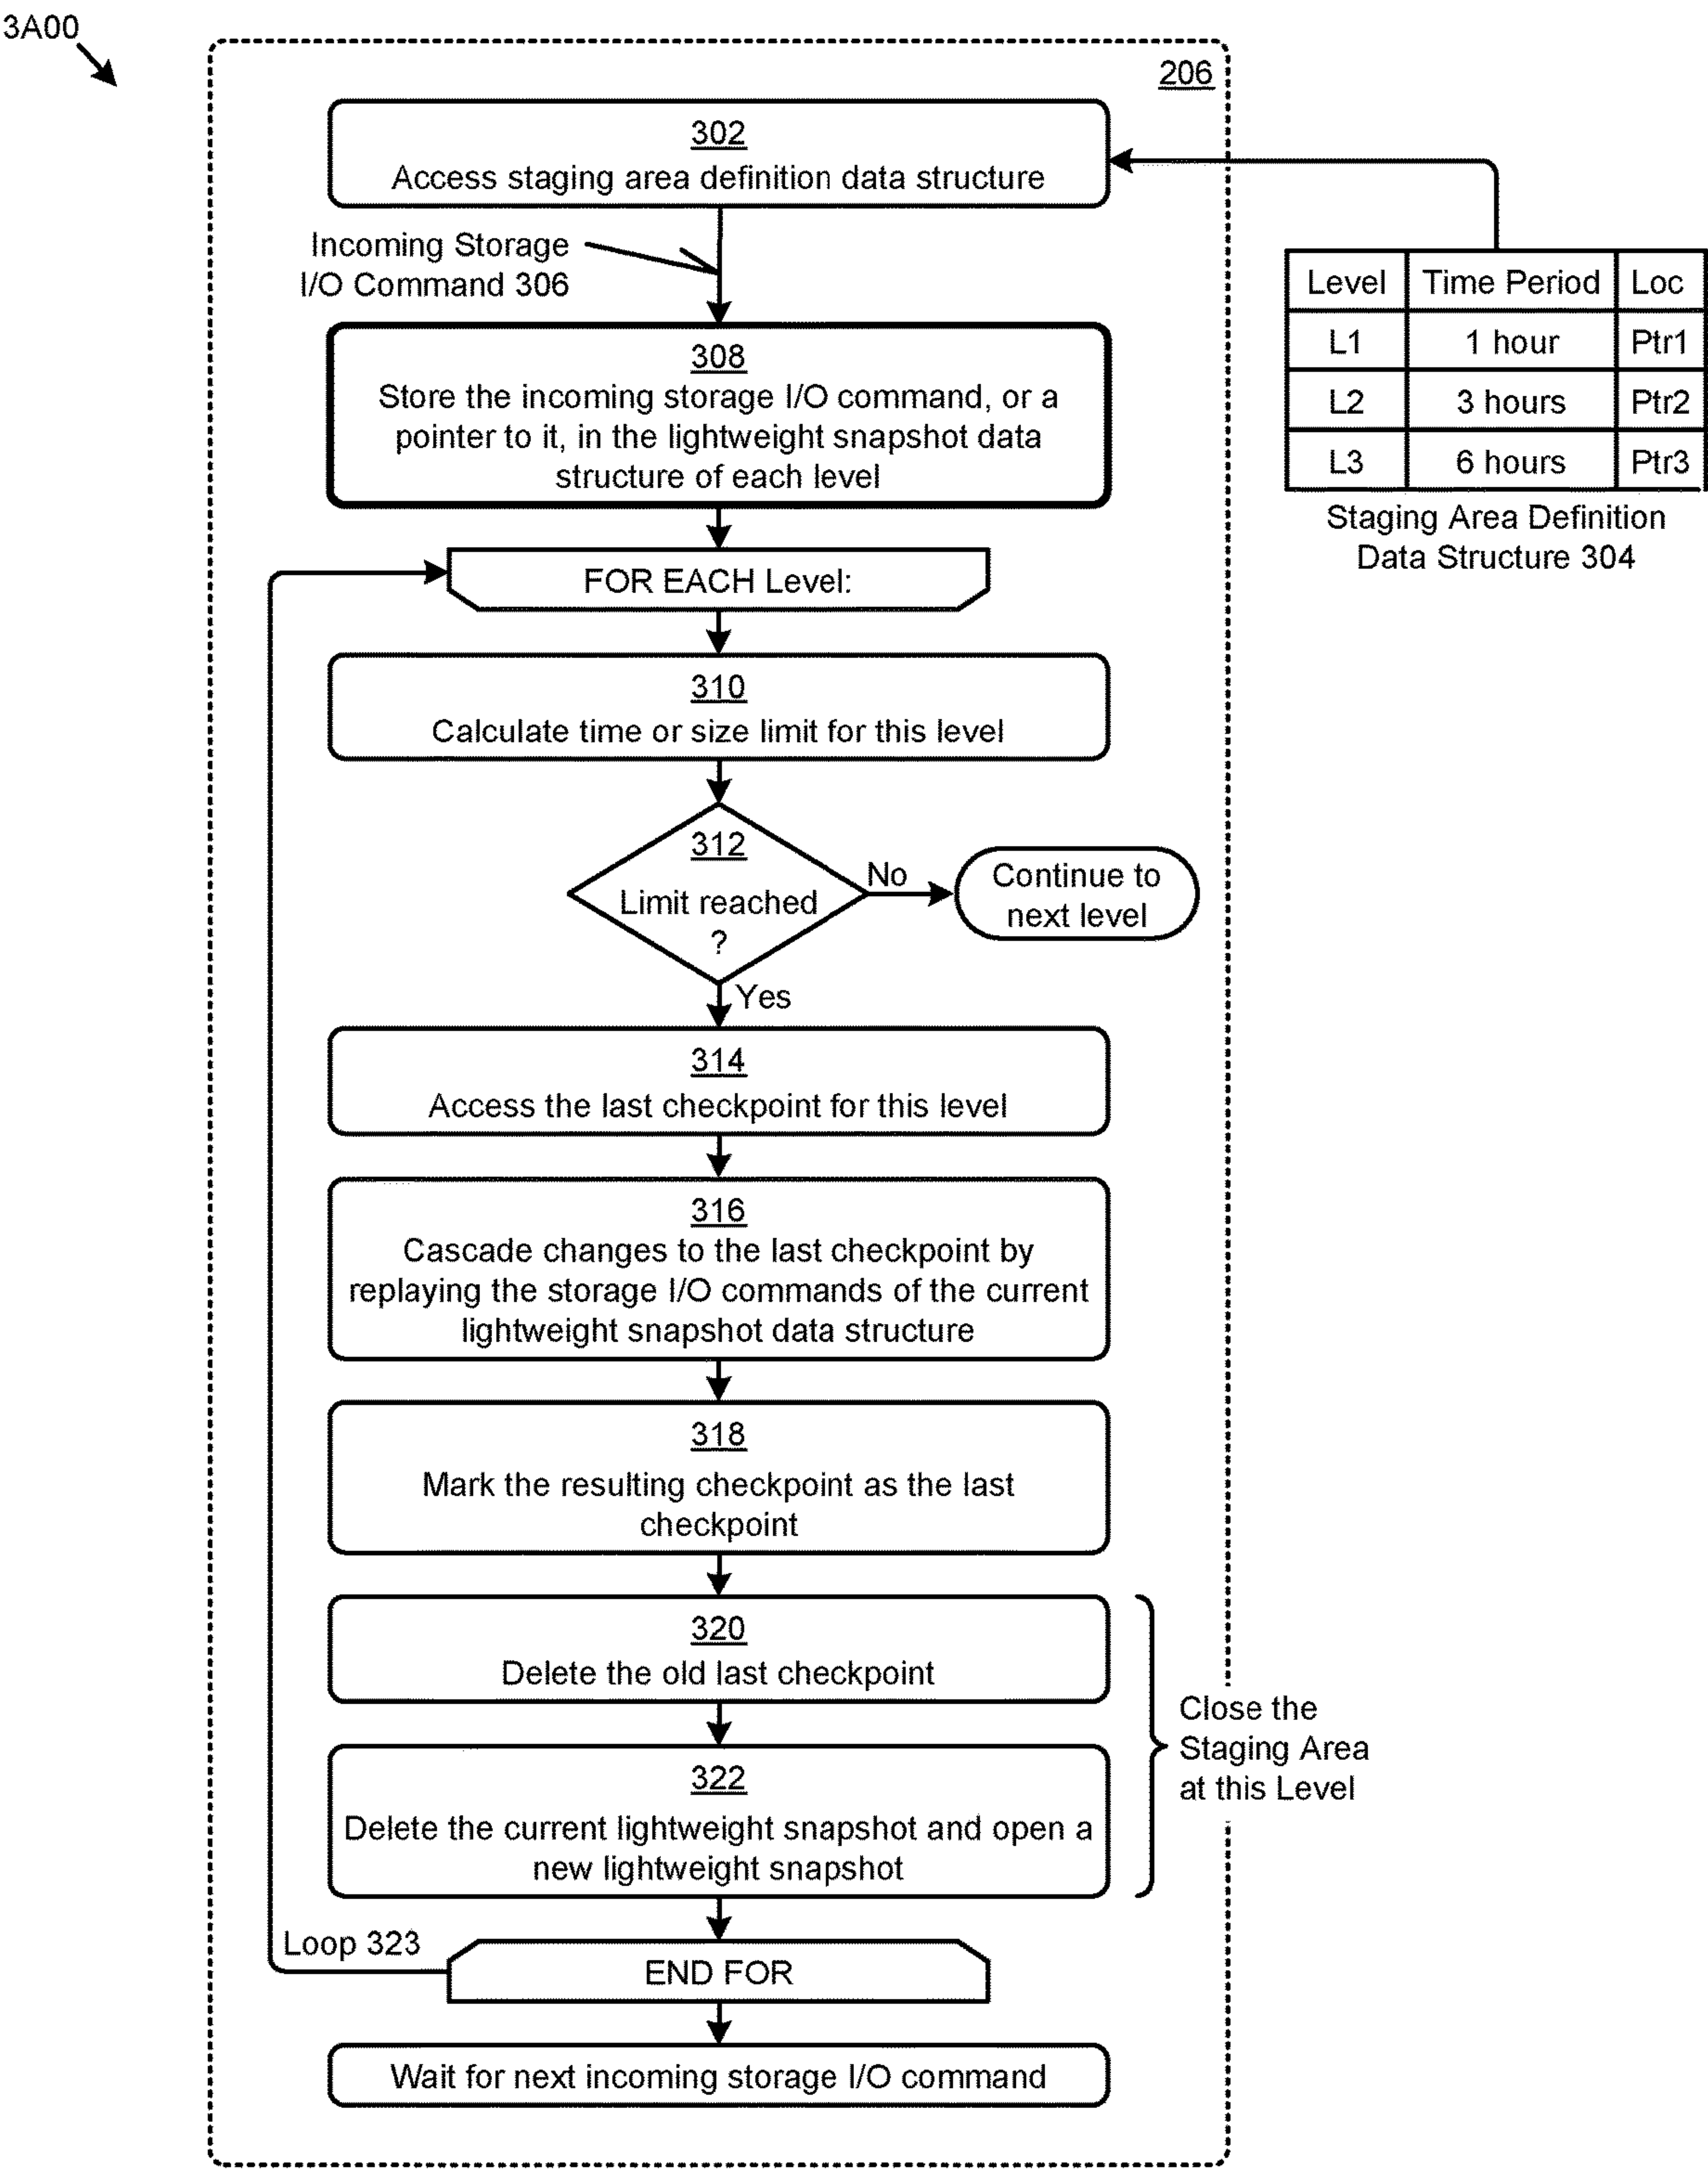 3A00
206
302
Access staging area definition data structure
Incoming Storage
I/O Command 306
Level Time Period Loc
L1 1 hour Ptr1
L2 3 hours Ptr2
L3 6 hours Ptr3
Staging Area Definition
Data Structure 304
308
Store the incoming storage I/O command, or a
pointer to it, in the lightweight snapshot data
structure of each level
FOR EACH Level:
310
Calculate time or size limit for this level
312
Limit reached
?
No
Continue to
next level
Yes
314
Access the last checkpoint for this level
316
Cascade changes to the last checkpoint by
replaying the storage I/O commands of the current
lightweight snapshot data structure
318
Mark the resulting checkpoint as the last
checkpoint
320
Delete the old last checkpoint
322
Delete the current lightweight snapshot and open a
new lightweight snapshot
Close the
Staging Area
at this Level
Loop 323
END FOR
Wait for next incoming storage I/O command